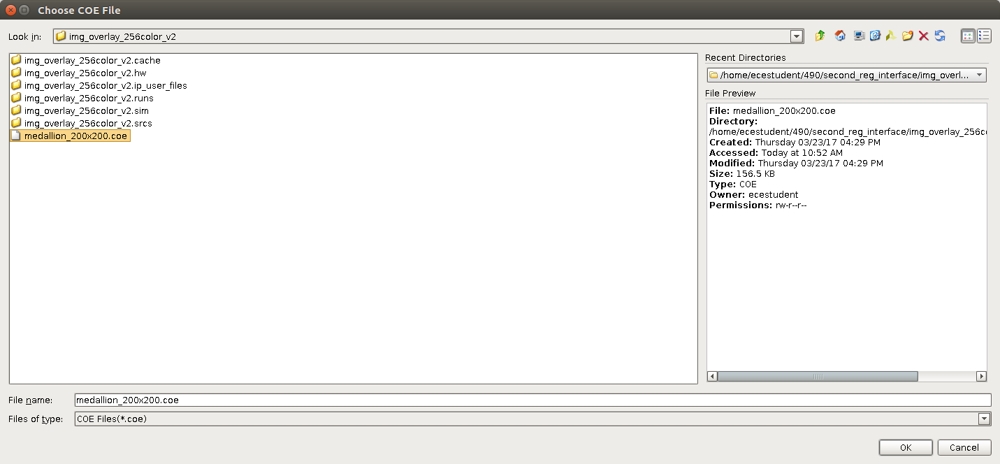 Choose COE File
Look in:
img_overlay_256color_v2
img_overlay_256color_v2.cache
img_overlay_256color_v2.hw
img_overlay_256color_v2.ip_user_files
img_overlay_256color_v2.runs
img_overlay_256color_v2.sim
img_overlay_256color_v2.srcs
medallion_200x200.coe
Recent Directories
/home/ecestudent/490/second_reg_interface/img_overl...
File Preview
File: medallion_200x200.coe
Directory:
/home/ecestudent/490/second_reg_interface/img_overlay_256c
Created: Thursday 03/23/17 04:29 PM
Accessed: Today at 10:52 AM
Modified: Thursday 03/23/17 04:29 PM
Size: 156.5 KB
Type: COE
Owner: ecestudent
Permissions: rw-r--r--
File name: medallion_200x200.coe
Files of type: COE Files(*.coe)
OK Cancel